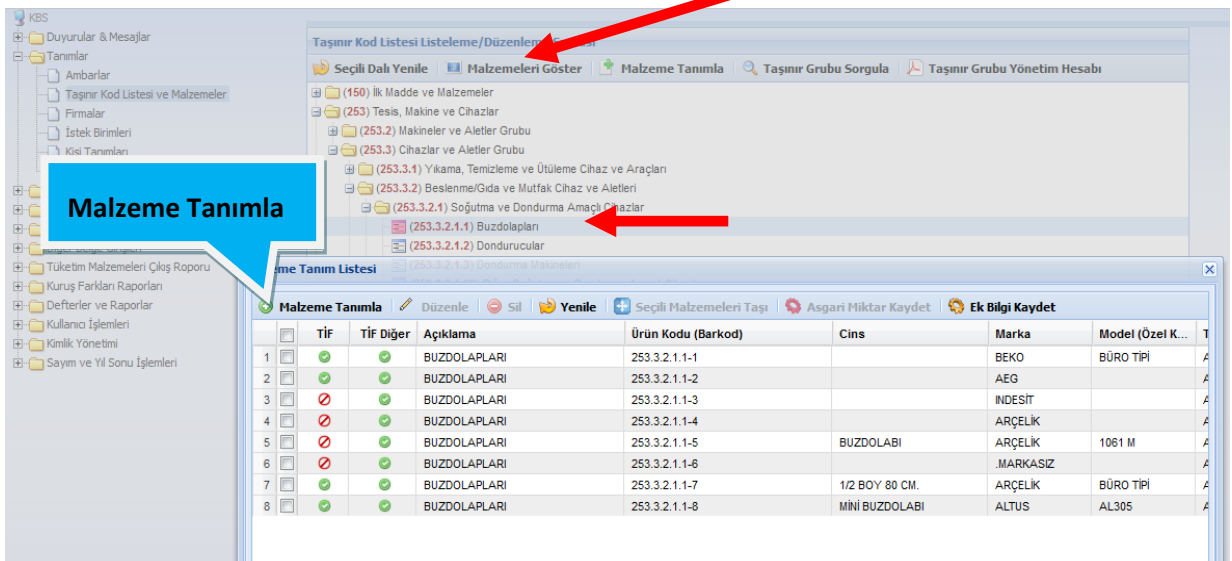 KBS
Duyurular & Mesajlar
Tanımlar
Ambarlar
Taşınır Kod Listesi ve Malzemeler
Firmalar
İstek Birimleri
Kişi Tanımları
Tüketim Malzemeleri Çıkış Roporu
Kuruş Farkları Raporları
Defterler ve Raporlar
Kullanıcı İşlemleri
Kimlik Yönetimi
Sayım ve Yıl Sonu İşlemleri
Malzeme Tanımla
Taşınır Kod Listesi Listeleme/Düzenleme
Seçili Dalı Yenile Malzemeleri Göster Malzeme Tanımla Taşınır Grubu Sorgula Taşınır Grubu Yönetim Hesabı
(150) İlk Madde ve Malzemeler
(253) Tesis, Makine ve Cihazlar
(253.2) Makineler ve Aletler Grubu
(253.3) Cihazlar ve Aletler Grubu
(253.3.1) Yıkama, Temizleme ve Ütüleme Cihaz ve Araçları
(253.3.2) Beslenme/Gıda ve Mutfak Cihaz ve Aletleri
(253.3.2.1) Soğutma ve Dondurma Amaçlı Cihazlar
(253.3.2.1.1) Buzdolapları
(253.3.2.1.2) Dondurucular
(253.3.2.1.3) Dondurma Makineleri
eme Tanım Listesi
Malzeme Tanımla Düzenle Sil Yenile Seçili Malzemeleri Taşı Asgari Miktar Kaydet Ek Bilgi Kaydet
TİF TİF Diğer Açıklama Ürün Kodu (Barkod) Cins Marka Model (Özel K... T
1 BUZDOLAPLARI 253.3.2.1.1-1 BEKO BÜRO TİPİ A
2 BUZDOLAPLARI 253.3.2.1.1-2 AEG A
3 BUZDOLAPLARI 253.3.2.1.1-3 INDESİT A
4 BUZDOLAPLARI 253.3.2.1.1-4 ARÇELİK A
5 BUZDOLAPLARI 253.3.2.1.1-5 BUZDOLABI ARÇELİK 1061 M A
6 BUZDOLAPLARI 253.3.2.1.1-6 .MARKASIZ A
7 BUZDOLAPLARI 253.3.2.1.1-7 1/2 BOY 80 CM. ARÇELİK BÜRO TİPİ A
8 BUZDOLAPLARI 253.3.2.1.1-8 MİNİ BUZDOLABI ALTUS AL305 A